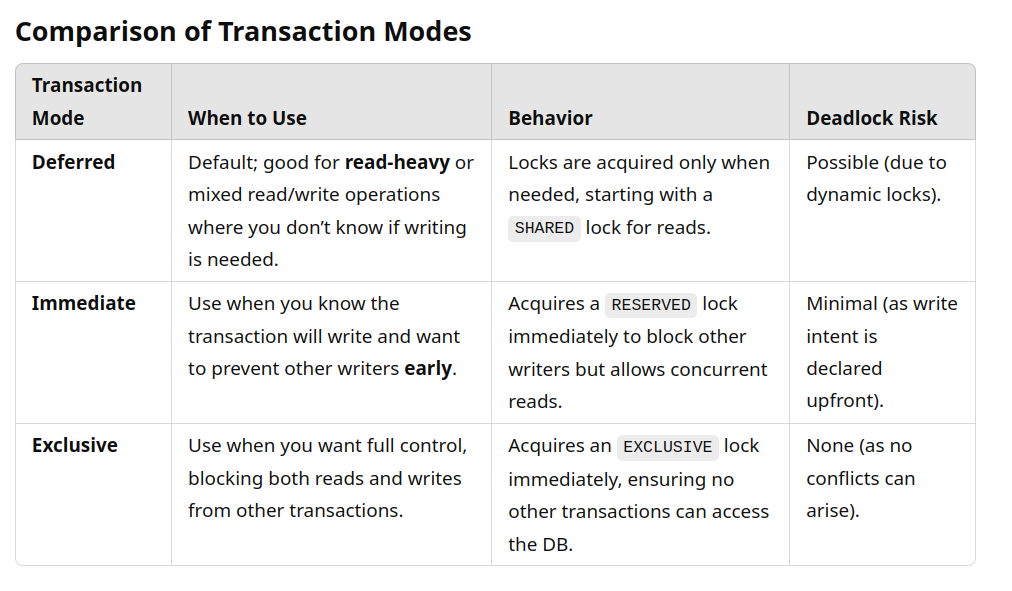 Comparison of Transaction Modes
Transaction
Mode
When to Use
Behavior
Deadlock Risk
Deferred
Default; good for read-heavy or
mixed read/write operations
where you don’t know if writing
is needed.
Locks are acquired only when
needed, starting with a
SHARED lock for reads.
Possible (due to
dynamic locks).
Immediate
Use when you know the
transaction will write and want
to prevent other writers early.
Acquires a RESERVED lock
immediately to block other
writers but allows concurrent
reads.
Minimal (as write
intent is
declared
upfront).
Exclusive
Use when you want full control,
blocking both reads and writes
from other transactions.
Acquires an EXCLUSIVE lock
immediately, ensuring no
other transactions can access
the DB.
None (as no
conflicts can
arise).